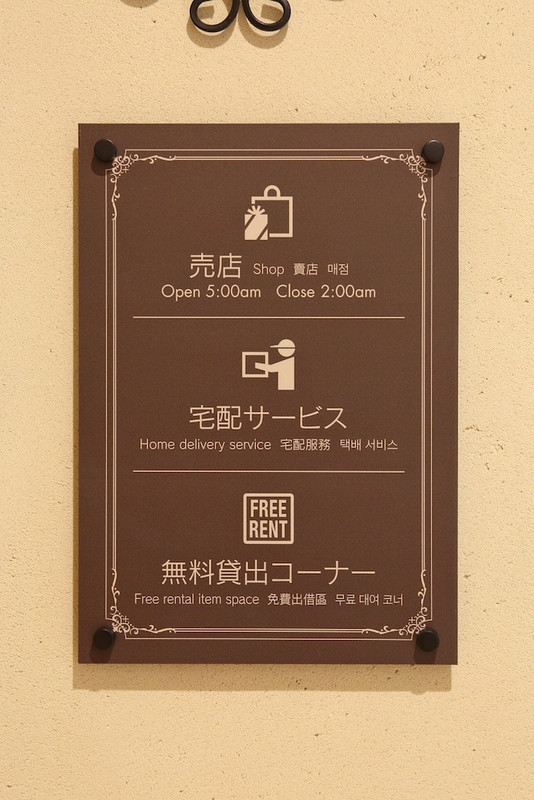 売店 Shop 賣店 매점
Open 5:00am Close 2:00am
宅配サービス
Home delivery service 宅配服務 택배 서비스
FREE
RENT
無料貸出コーナー
Free rental item space 免費出借區 무료 대여 코너